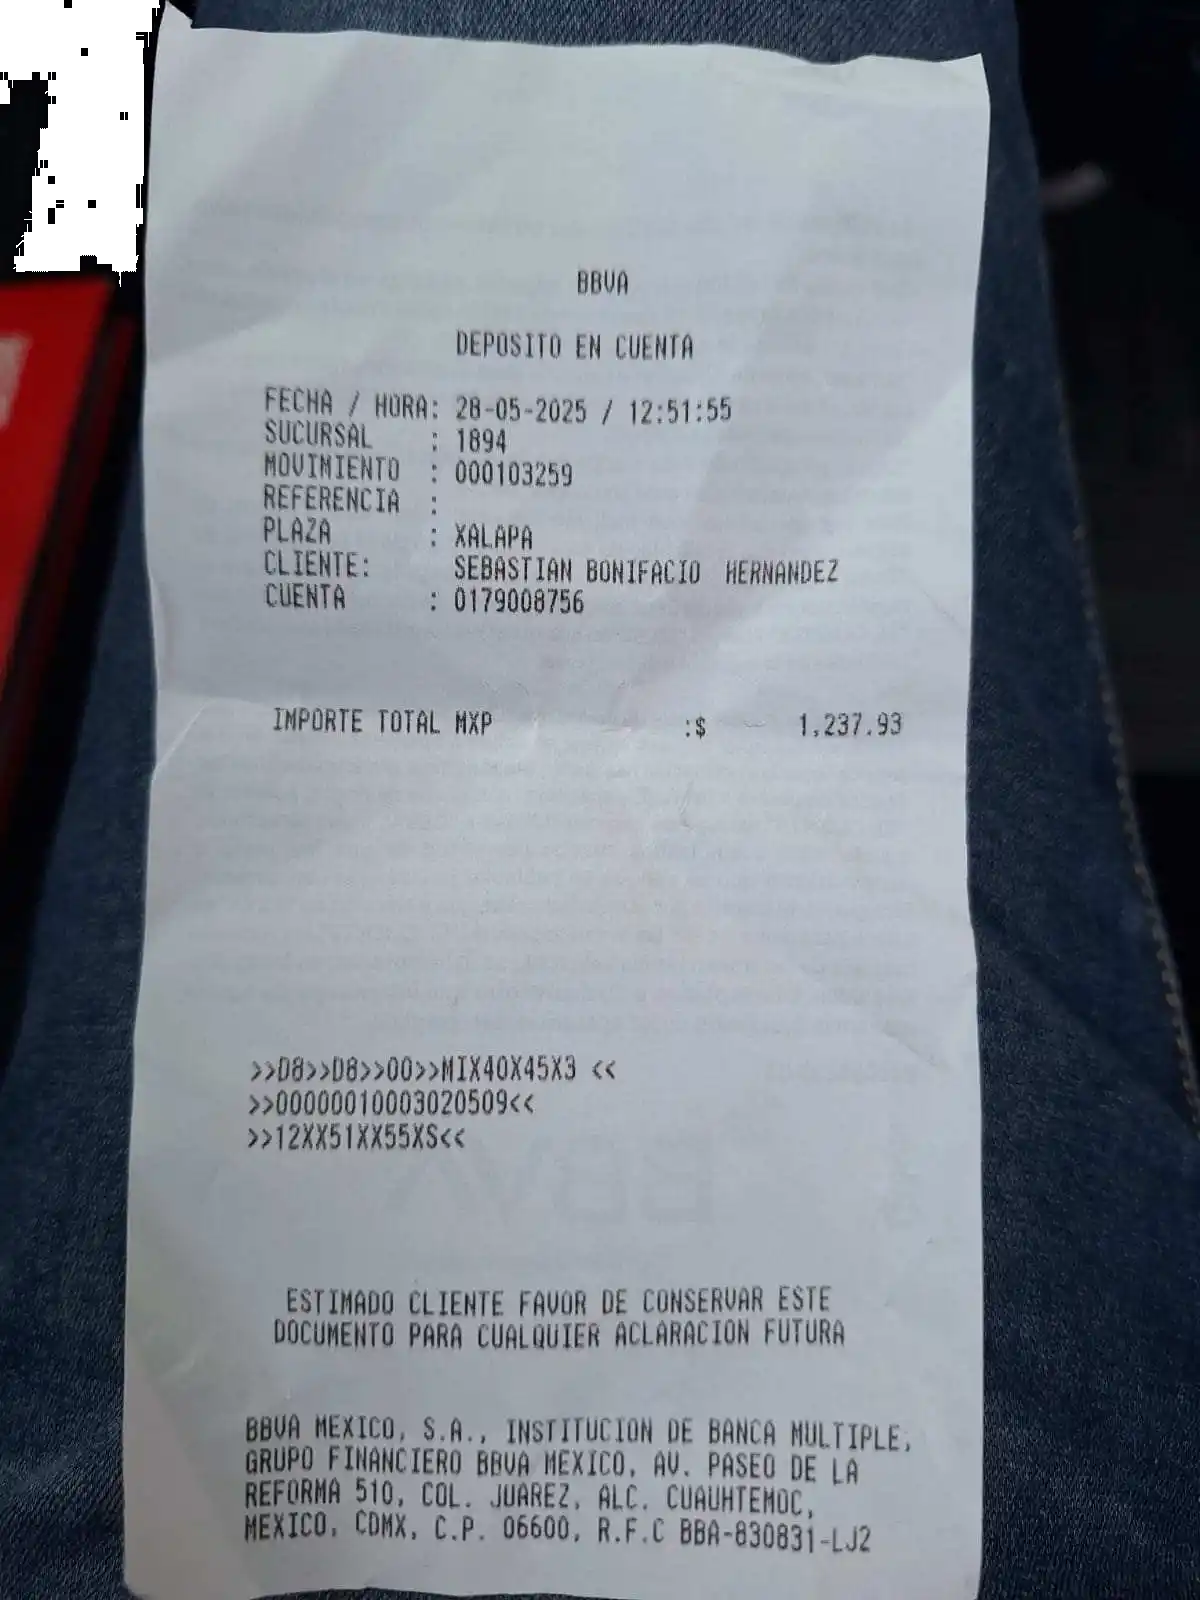 BBVA
DEPOSITO EN CUENTA
FECHA / HORA: 28-05-2025 / 12:51:55
SUCURSAL : 1894
MOVIMIENTO : 000103259
REFERENCIA :
PLAZA : XALAPA
CLIENTE: SEBASTIAN BONIFACIO HERNANDEZ
CUENTA : 0179008756
IMPORTE TOTAL MXP :$ 1,237.93
>>D8>>D8>>00>>MIX40X45X3 <<
>>00000010003020509<<
>>12XX51XX55XS<<
ESTIMADO CLIENTE FAVOR DE CONSERVAR ESTE
DOCUMENTO PARA CUALQUIER ACLARACION FUTURA
BBVA MEXICO, S.A., INSTITUCION DE BANCA MULTIPLE,
GRUPO FINANCIERO BBVA MEXICO, AV. PASEO DE LA
REFORMA 510, COL. JUAREZ, ALC. CUAUHTEMOC,
MEXICO, CDMX, C.P. 06600, R.F.C BBA-830831-LJ2